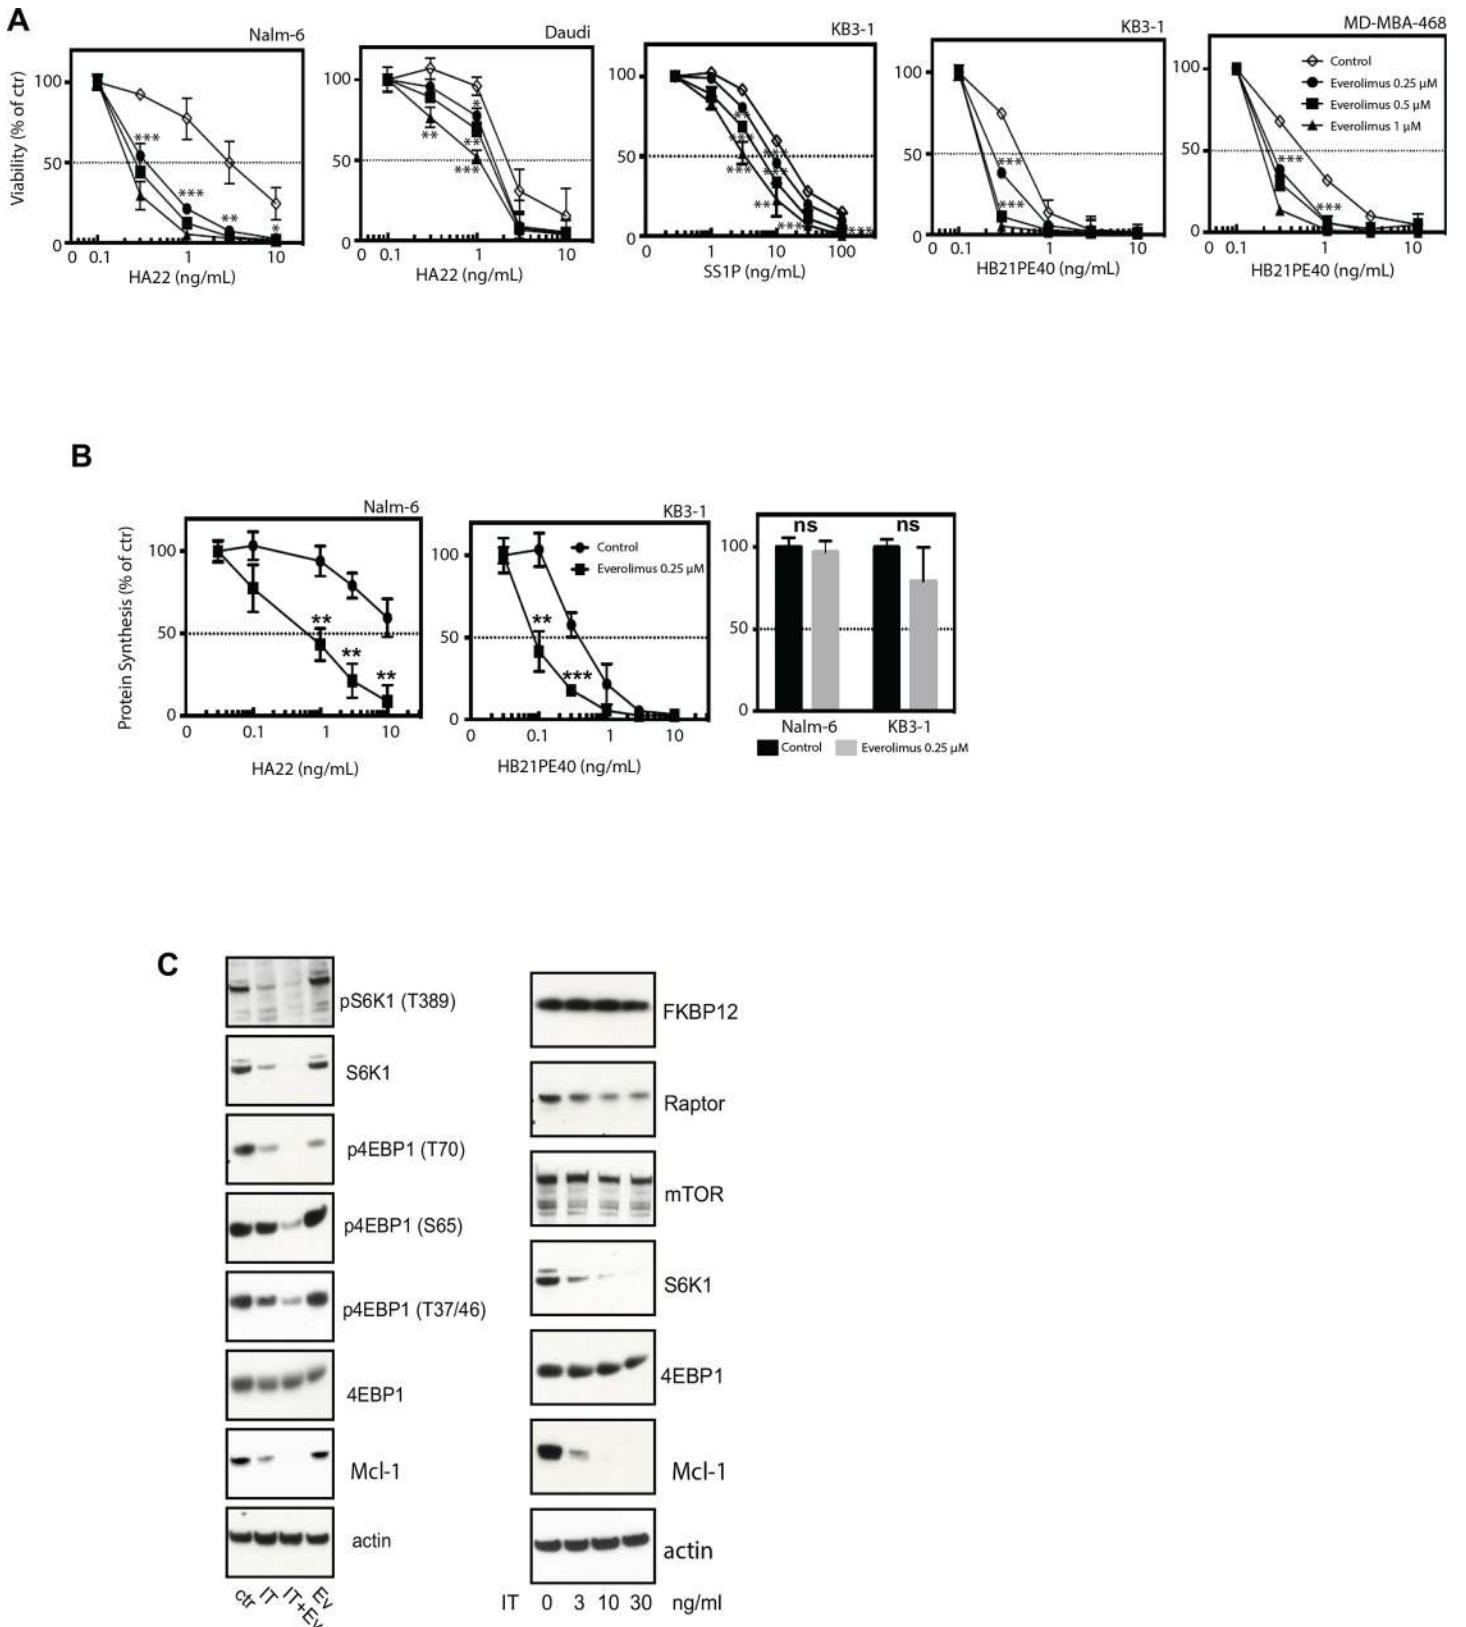 A
Nalm-6
Daudi
KB3-1
KB3-1
MD-MBA-468
Viability (% of ctr)
100
50
0
***
***
**
*
0 0.1 1 10
HA22 (ng/mL)
100
50
0
*
**
**
***
0 0.1 1 10
HA22 (ng/mL)
100
50
0
**
***
***
***
***
**
***
***
0 1 10 100
SS1P (ng/mL)
100
50
0
***
***
0 0.1 1 10
HB21PE40 (ng/mL)
100
50
0
Control
Everolimus 0.25 µM
Everolimus 0.5 µM
Everolimus 1 µM
***
***
0 0.1 1 10
HB21PE40 (ng/mL)
B
Nalm-6
KB3-1
Protein Synthesis (% of ctr)
100
50
0
**
**
**
0 0.1 1 10
HA22 (ng/mL)
100
50
0
Control
Everolimus 0.25 µM
**
***
0 0.1 1 10
HB21PE40 (ng/mL)
ns ns
100
50
0
Nalm-6 KB3-1
Control Everolimus 0.25 µM
C
pS6K1 (T389)
S6K1
p4EBP1 (T70)
p4EBP1 (S65)
p4EBP1 (T37/46)
4EBP1
Mcl-1
actin
ctr IT IT+Ev Ev
FKBP12
Raptor
mTOR
S6K1
4EBP1
Mcl-1
actin
IT 0 3 10 30 ng/ml